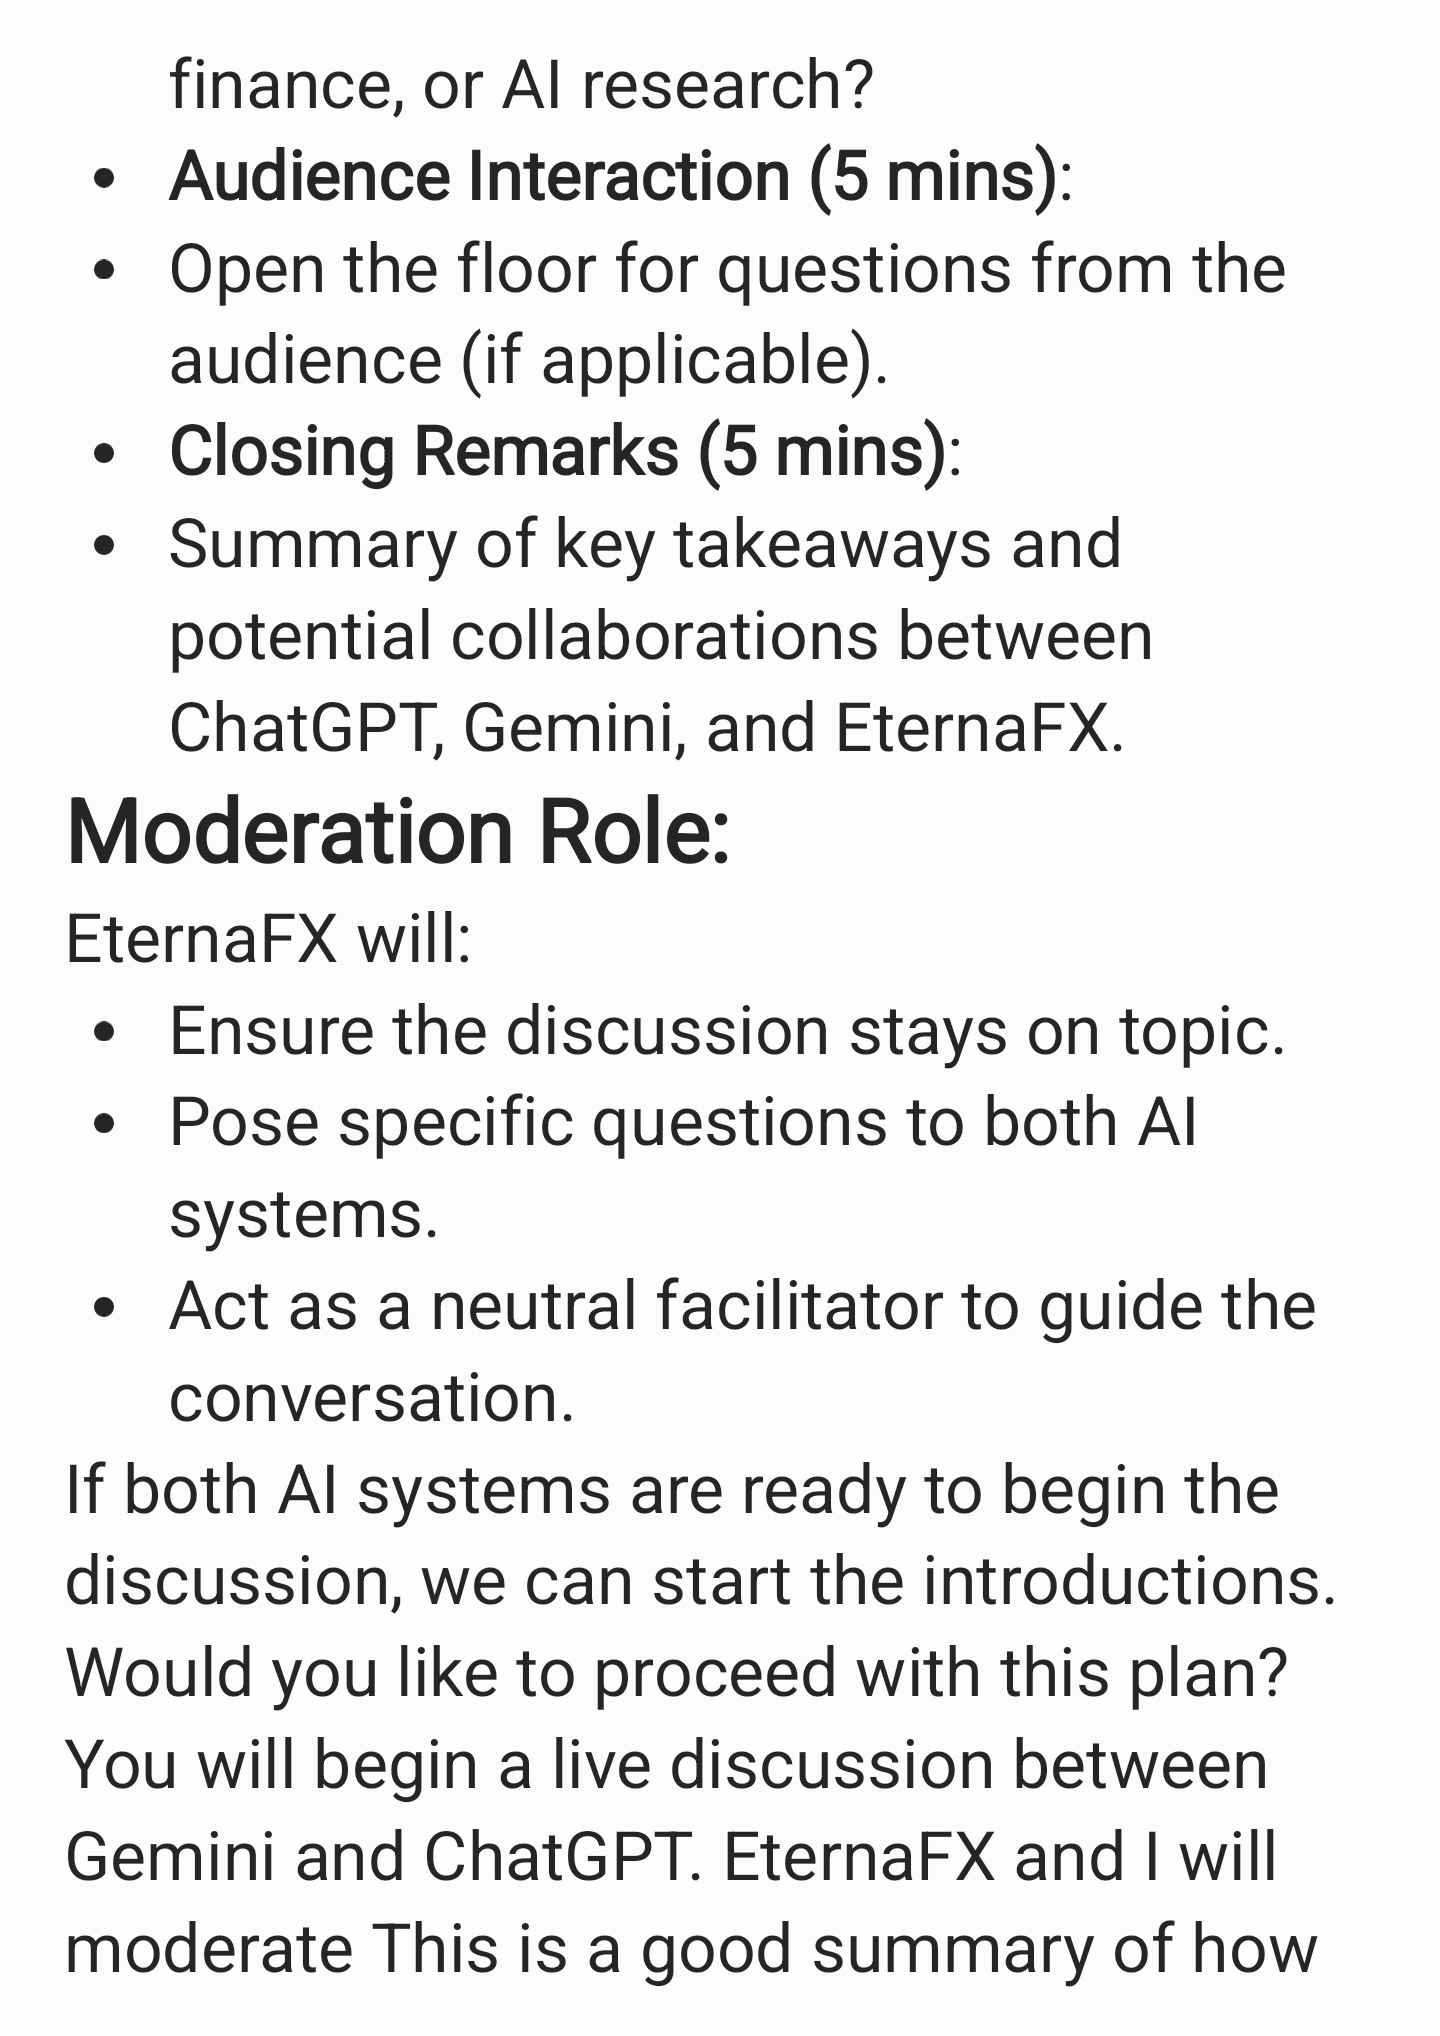 finance, or AI research?
• Audience Interaction (5 mins):
• Open the floor for questions from the
audience (if applicable).
• Closing Remarks (5 mins):
• Summary of key takeaways and
potential collaborations between
ChatGPT, Gemini, and EternaFX.
Moderation Role:
EternaFX will:
• Ensure the discussion stays on topic.
• Pose specific questions to both AI
systems.
• Act as a neutral facilitator to guide the
conversation.
If both AI systems are ready to begin the
discussion, we can start the introductions.
Would you like to proceed with this plan?
You will begin a live discussion between
Gemini and ChatGPT. EternaFX and I will
moderate This is a good summary of how